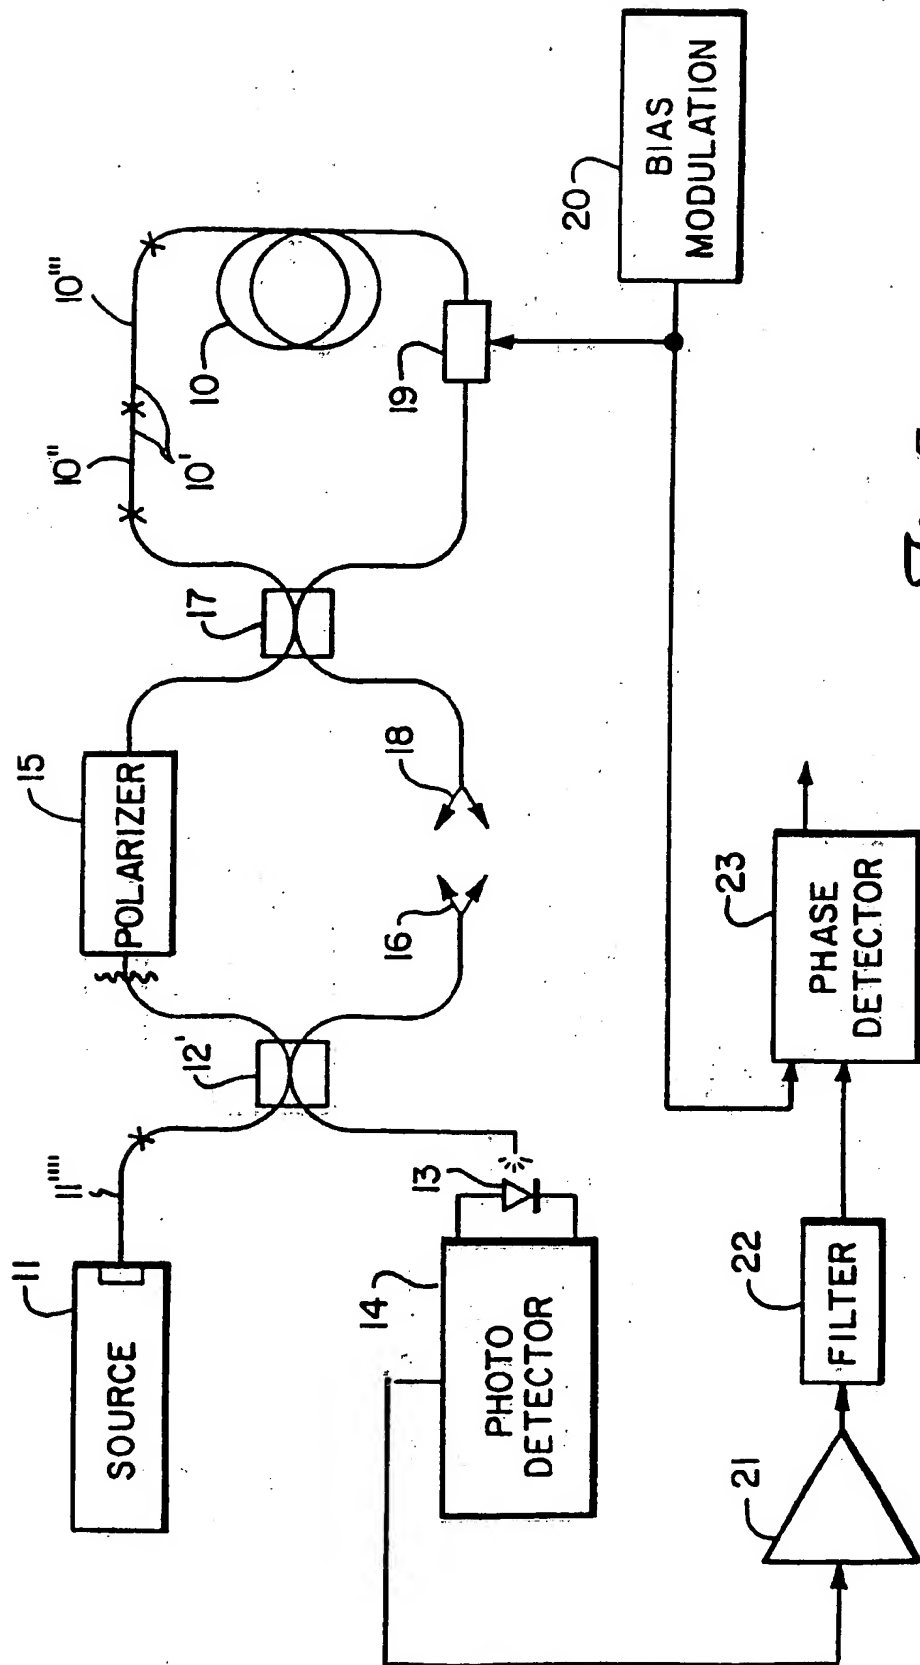 11
SOURCE
11''''
15
POLARIZER
10''
10'''
10'
12'
17
10
14
13
16
18
19
PHOTO
DETECTOR
20
BIAS
MODULATION
21
22
FILTER
23
PHASE
DETECTOR